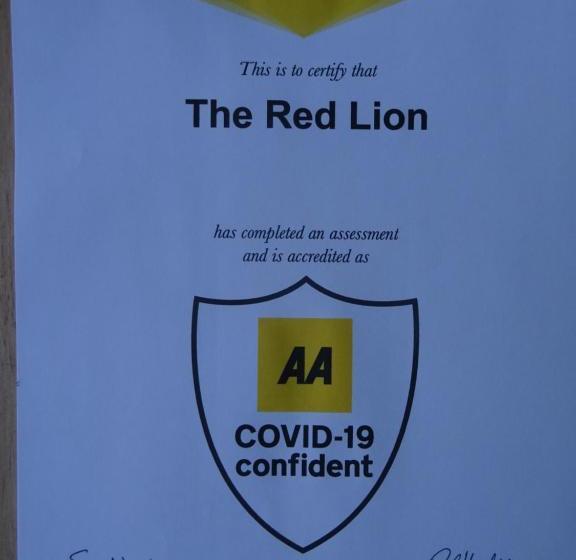 This is to certify that
The Red Lion
has completed an assessment
and is accredited as
AA
COVID-19
confident